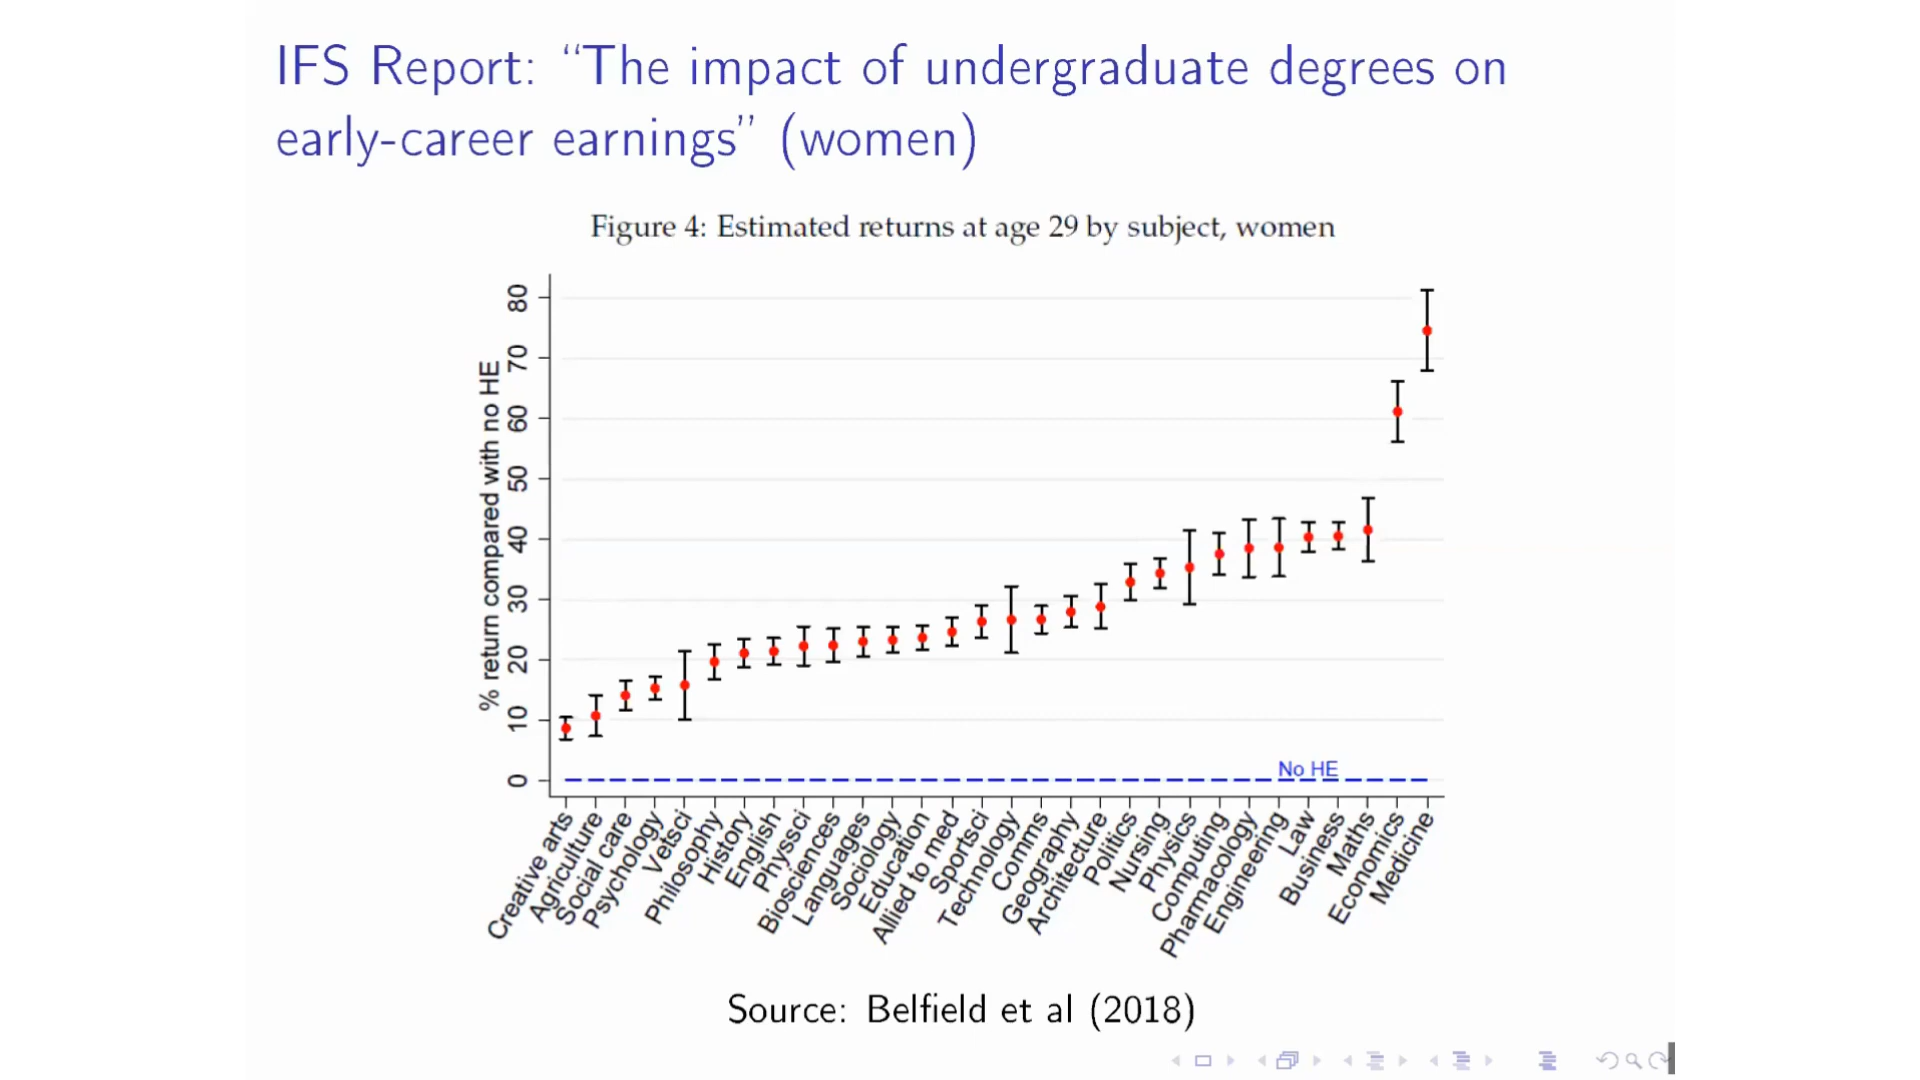 IFS Report: “The impact of undergraduate degrees on
early-career earnings” (women)
Figure 4: Estimated returns at age 29 by subject, women
% return compared with no HE
80
70
60
50
40
30
20
10
0
No HE
Creative arts
Agriculture
Social care
Psychology
Vetsci
Philosophy
History
English
Physsci
Biosciences
Languages
Sociology
Education
Allied to med
Sportsci
Technology
Comms
Geography
Architecture
Politics
Nursing
Physics
Computing
Pharmacology
Engineering
Law
Business
Maths
Economics
Medicine
Source: Belfield et al (2018)